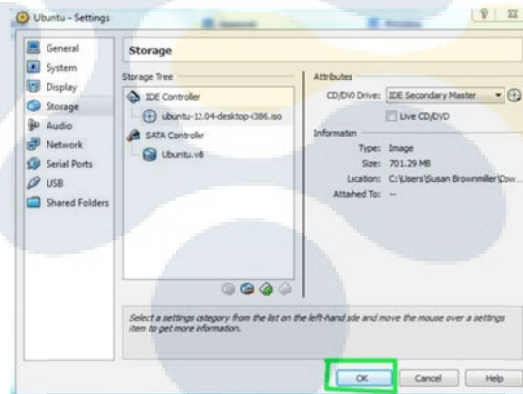 Ubuntu - Settings
General
System
Display
Storage
Audio
Network
Serial Ports
USB
Shared Folders
Storage
Storage Tree
IDE Controller
ubuntu-12.04-desktop-i386.iso
SATA Controller
Ubuntu.vdi
Attributes
CD/DVD Drive: IDE Secondary Master
Live CD/DVD
Information
Type: Image
Size: 701.29 MB
Location: C:\Users\Susan Brownmiller\Dow...
Attached To: --
Select a settings category from the list on the left-hand side and move the mouse over a settings
item to get more information.
OK Cancel Help